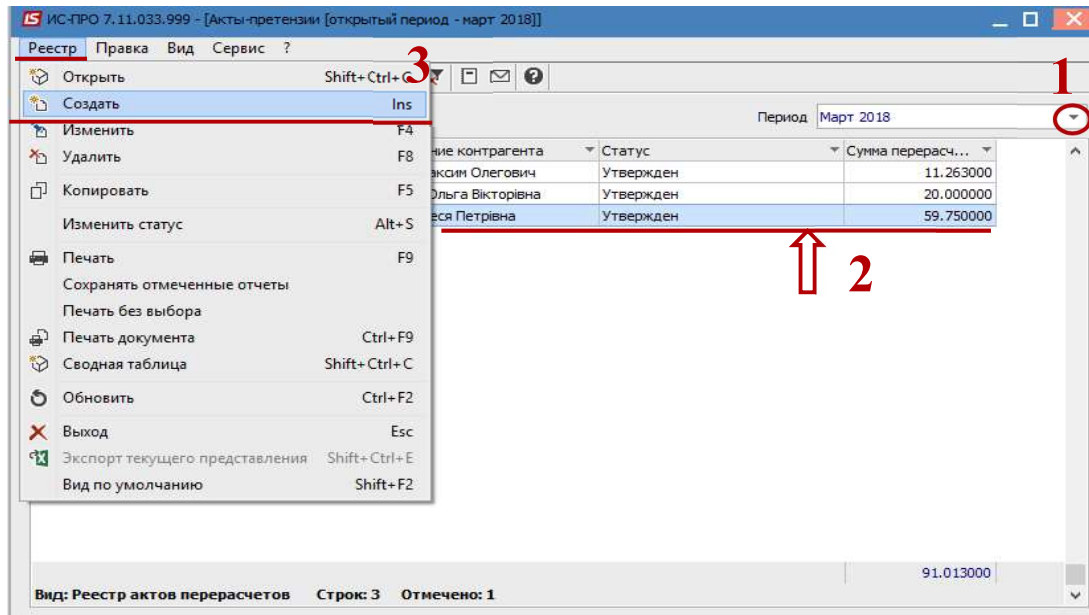 ИС-ПРО 7.11.033.999 - [Акты-претензии [открытый период - март 2018]]
Реестр Правка Вид Сервис ?
3
1
Открыть Shift+Ctrl+
Создать Ins
Период Март 2018
Изменить F4
ние контрагента Статус Сумма перерасч...
Удалить F8
аксим Олегович Утвержден 11.263000
Копировать F5
Ольга Вікторівна Утвержден 20.000000
еся Петрівна Утвержден 59.750000
Изменить статус Alt+S
2
Печать F9
Сохранять отмеченные отчеты
Печать без выбора
Печать документа Ctrl+F9
Сводная таблица Shift+Ctrl+C
Обновить Ctrl+F2
Выход Esc
Экспорт текущего представления Shift+Ctrl+E
Вид по умолчанию Shift+F2
91.013000
Вид: Реестр актов перерасчетов Строк: 3 Отмечено: 1